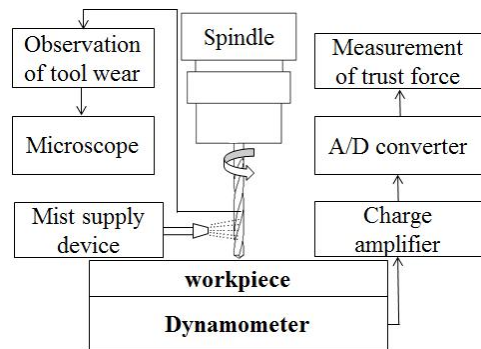 Observation
of tool wear
Microscope
Mist supply
device
Spindle
Measurement
of trust force
A/D converter
Charge
amplifier
workpiece
Dynamometer